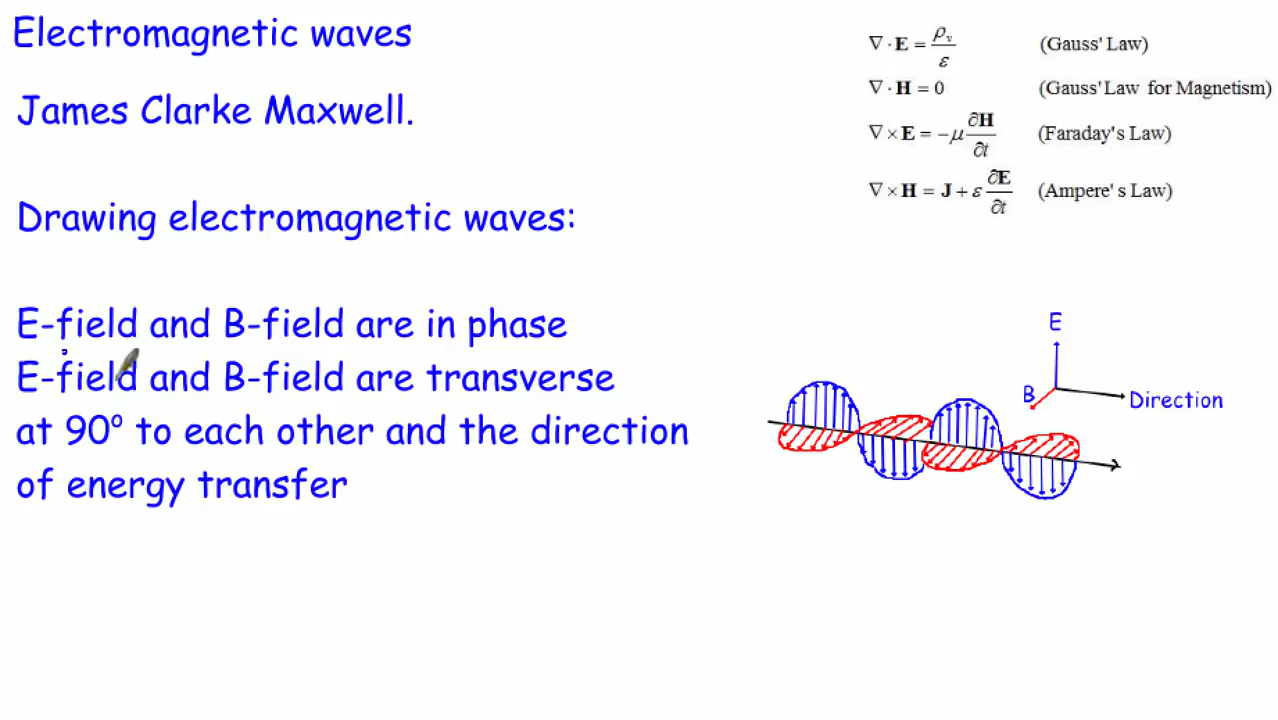 Electromagnetic waves
James Clarke Maxwell.
Drawing electromagnetic waves:
E-field and B-field are in phase
E-field and B-field are transverse
at 90° to each other and the direction
of energy transfer
∇ · E = ρv/ε (Gauss' Law)
∇ · H = 0 (Gauss' Law for Magnetism)
∇ × E = −μ ∂H/∂t (Faraday's Law)
∇ × H = J + ε ∂E/∂t (Ampere's Law)
E
B
Direction